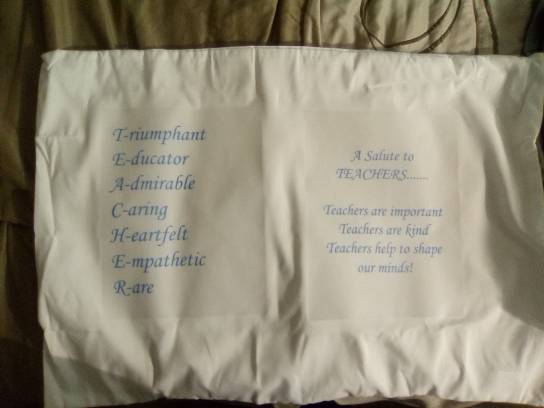 T-riumphant
E-ducator
A-dmirable
C-aring
H-eartfelt
E-mpathetic
R-are
A Salute to
TEACHERS.......
Teachers are important
Teachers are kind
Teachers help to shape
our minds!